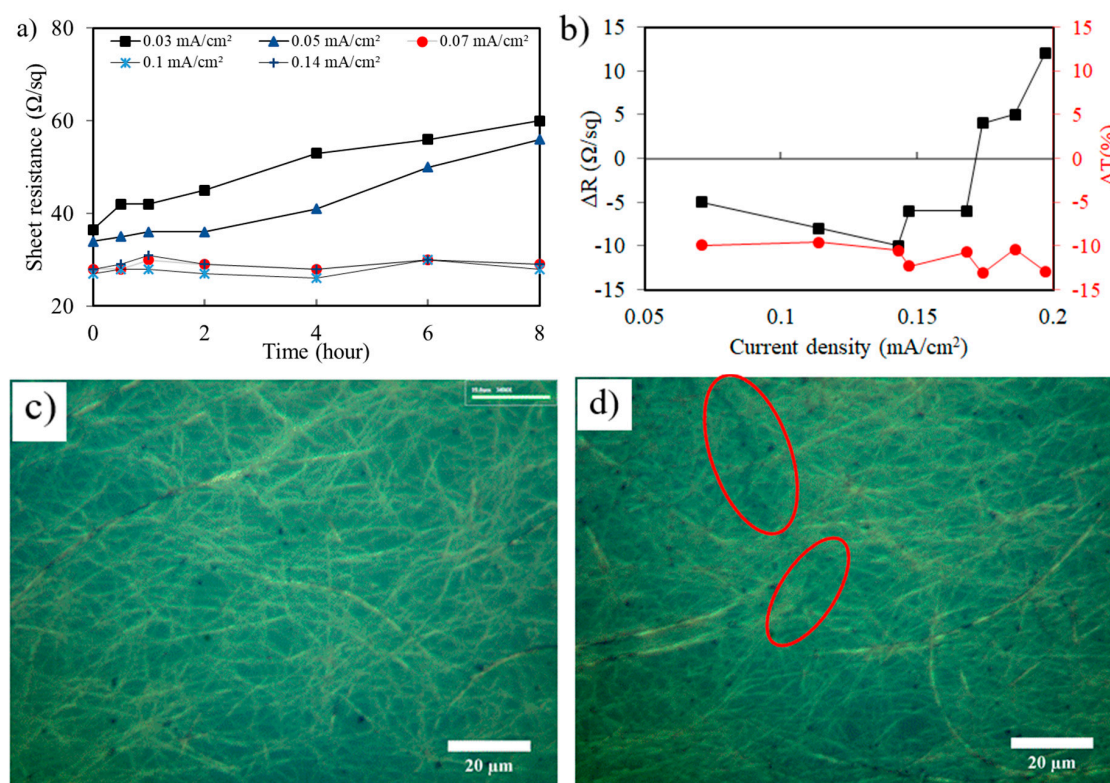 a)
80
60
40
20
Sheet resistance (Ω/sq)
0.03 mA/cm² 0.05 mA/cm² 0.07 mA/cm²
0.1 mA/cm² 0.14 mA/cm²
0 2 4 6 8
Time (hour)
b)
15
10
5
0
-5
-10
-15
ΔR (Ω/sq)
15
10
5
0
-5
-10
-15
ΔT(%)
0.05 0.1 0.15 0.2
Current density (mA/cm²)
c)
20 μm
d)
20 μm